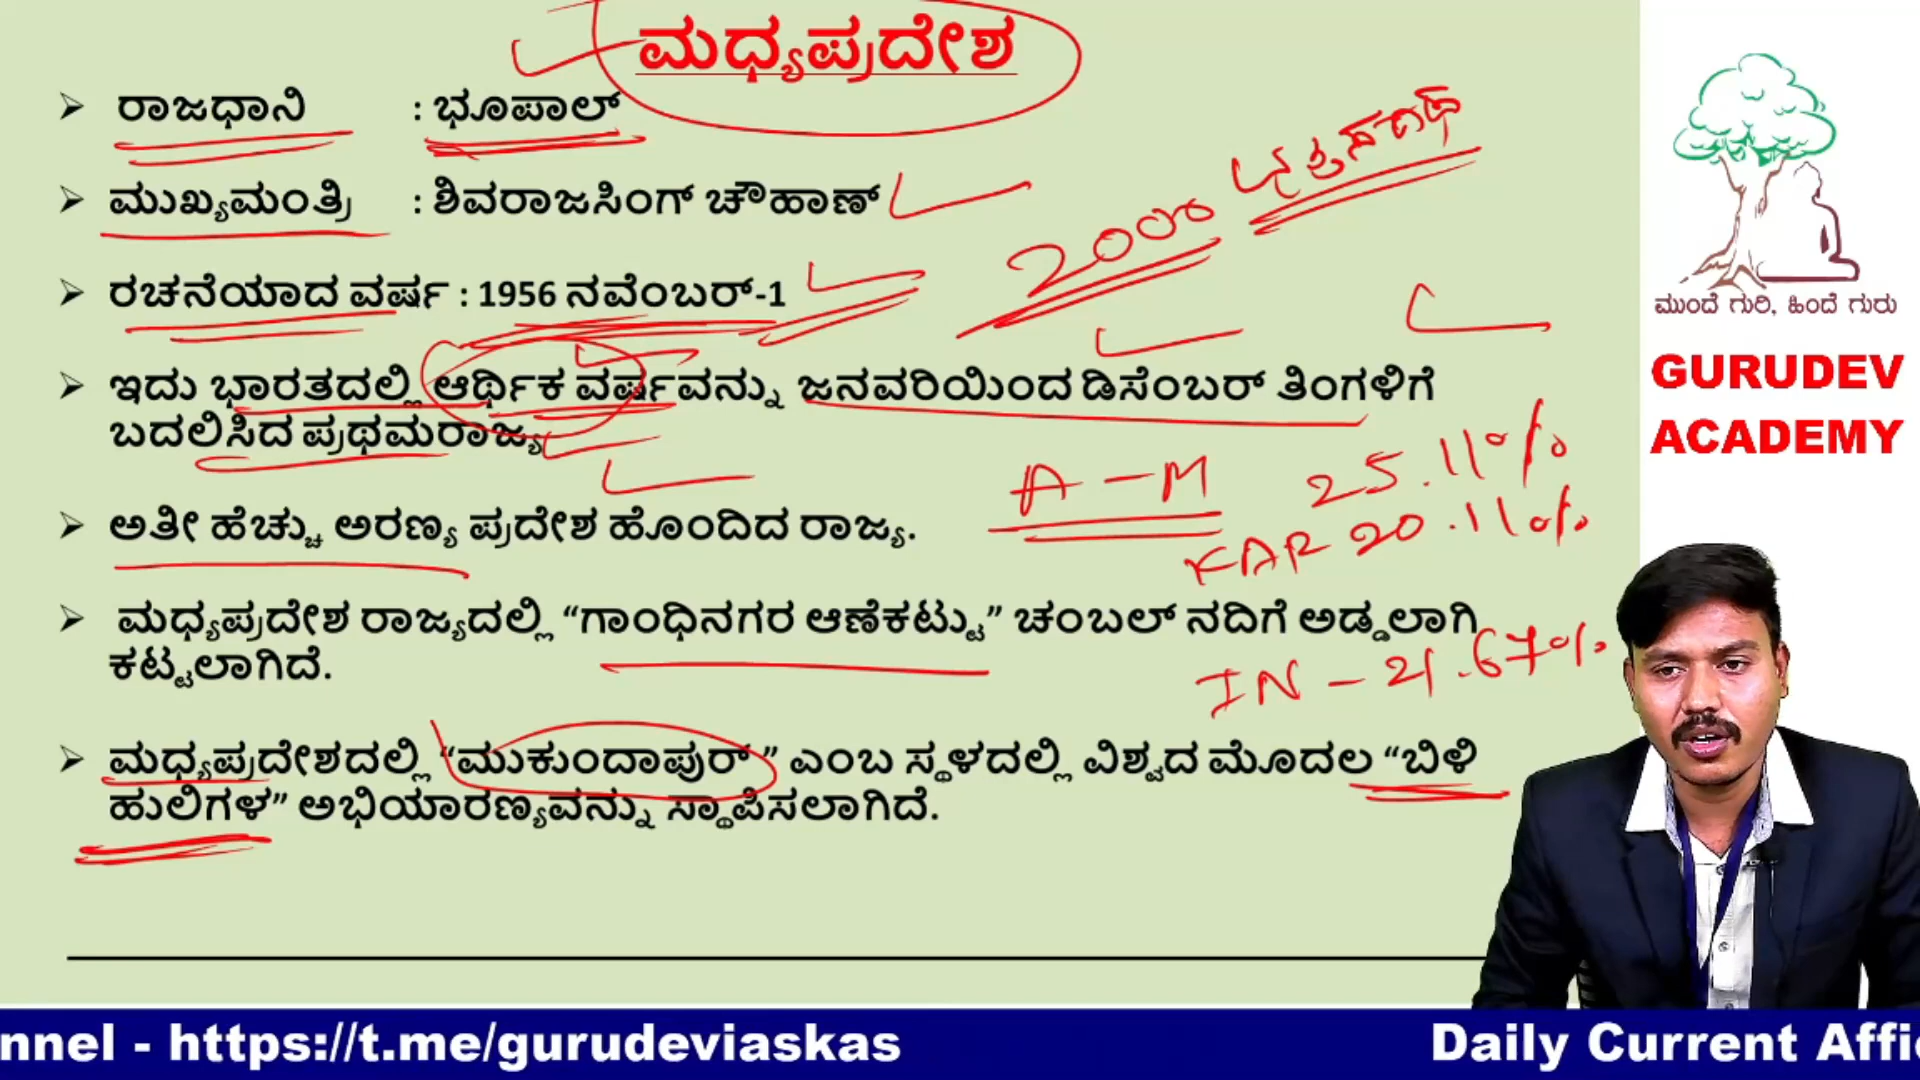 ಮಧ್ಯಪ್ರದೇಶ
➢ ರಾಜಧಾನಿ : ಭೂಪಾಲ್
➢ ಮುಖ್ಯಮಂತ್ರಿ : ಶಿವರಾಜಸಿಂಗ್ ಚೌಹಾಣ್
2000
➢ ರಚನೆಯಾದ ವರ್ಷ : 1956 ನವೆಂಬರ್-1
➢ ಇದು ಭಾರತದಲ್ಲಿ ಆರ್ಥಿಕ ವರ್ಷವನ್ನು ಜನವರಿಯಿಂದ ಡಿಸೆಂಬರ್ ತಿಂಗಳಿಗೆ
ಬದಲಿಸಿದ ಪ್ರಥಮರಾಜ್ಯ
A - M 25.11%
➢ ಅತೀ ಹೆಚ್ಚು ಅರಣ್ಯ ಪ್ರದೇಶ ಹೊಂದಿದ ರಾಜ್ಯ.
KAR 20.11%
➢ ಮಧ್ಯಪ್ರದೇಶ ರಾಜ್ಯದಲ್ಲಿ “ಗಾಂಧಿನಗರ ಆಣೆಕಟ್ಟು” ಚಂಬಲ್ ನದಿಗೆ ಅಡ್ಡಲಾಗಿ
ಕಟ್ಟಲಾಗಿದೆ.
IN - 21.67%
➢ ಮಧ್ಯಪ್ರದೇಶದಲ್ಲಿ “ಮುಕುಂದಾಪುರ್ ” ಎಂಬ ಸ್ಥಳದಲ್ಲಿ ವಿಶ್ವದ ಮೊದಲ “ಬಿಳಿ
ಹುಲಿಗಳ” ಅಭಿಯಾರಣ್ಯವನ್ನು ಸ್ಥಾಪಿಸಲಾಗಿದೆ.
ಮುಂದೆ ಗುರಿ, ಹಿಂದೆ ಗುರು
GURUDEV
ACADEMY
nnel - https://t.me/gurudeviaskas Daily Current Affi